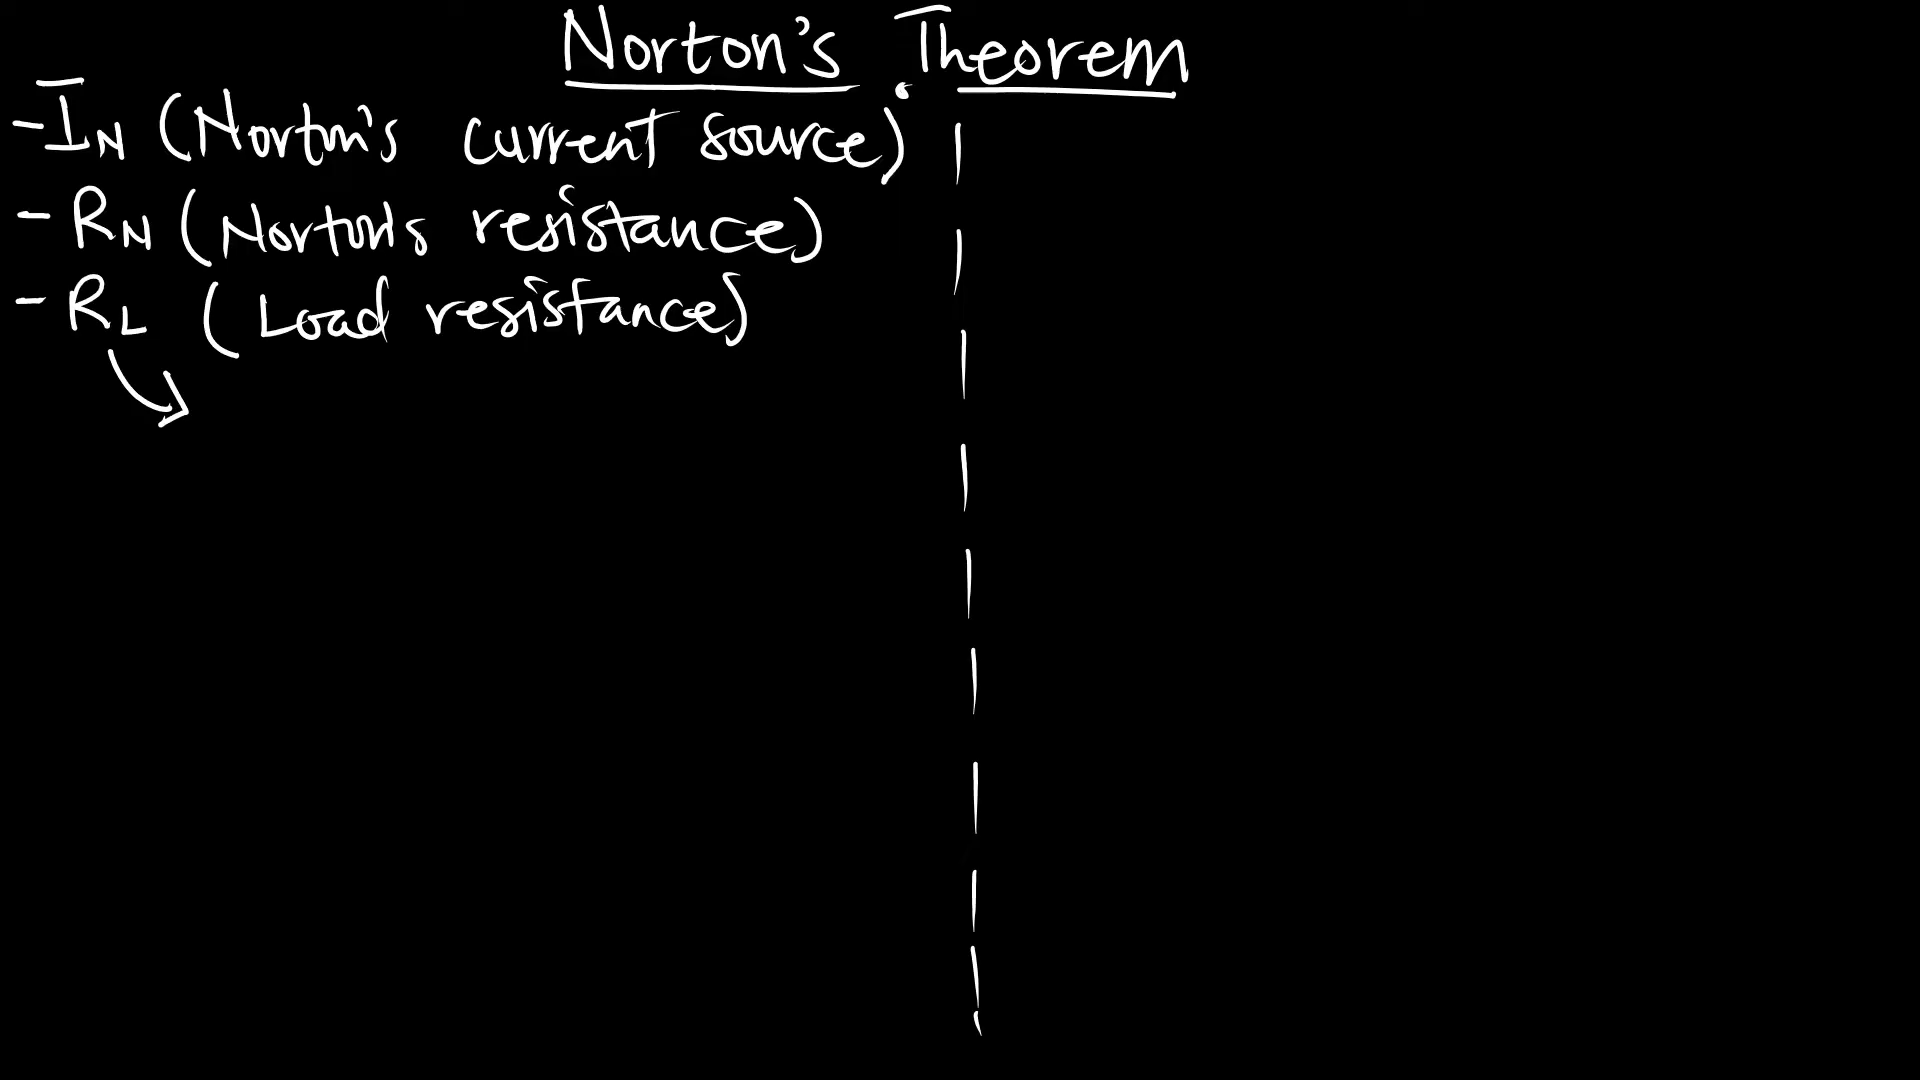 Norton's Theorem
- IN (Norton's current source)
- RN (Norton's resistance)
- RL (Load resistance)